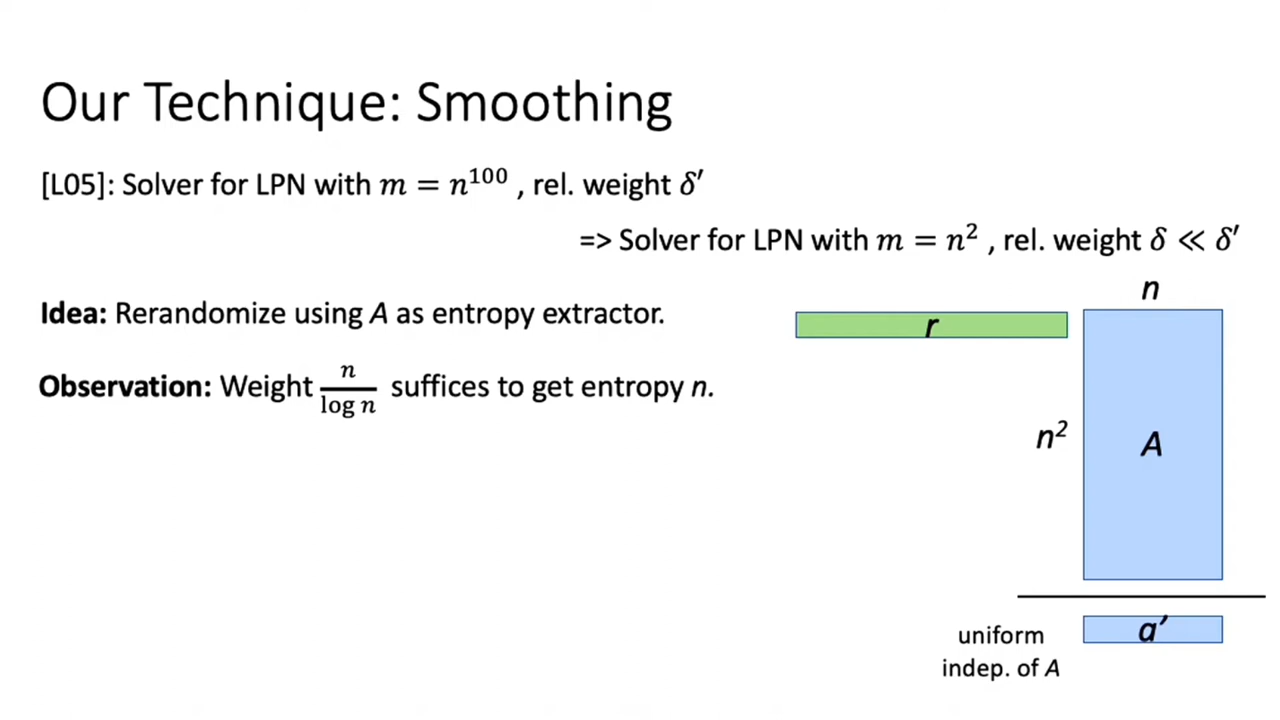 Our Technique: Smoothing
[L05]: Solver for LPN with m = n¹⁰⁰ , rel. weight δ′
=> Solver for LPN with m = n² , rel. weight δ ≪ δ′
n
Idea: Rerandomize using A as entropy extractor.
r
Observation: Weight n/log n suffices to get entropy n.
n²
A
a′
uniform
indep. of A